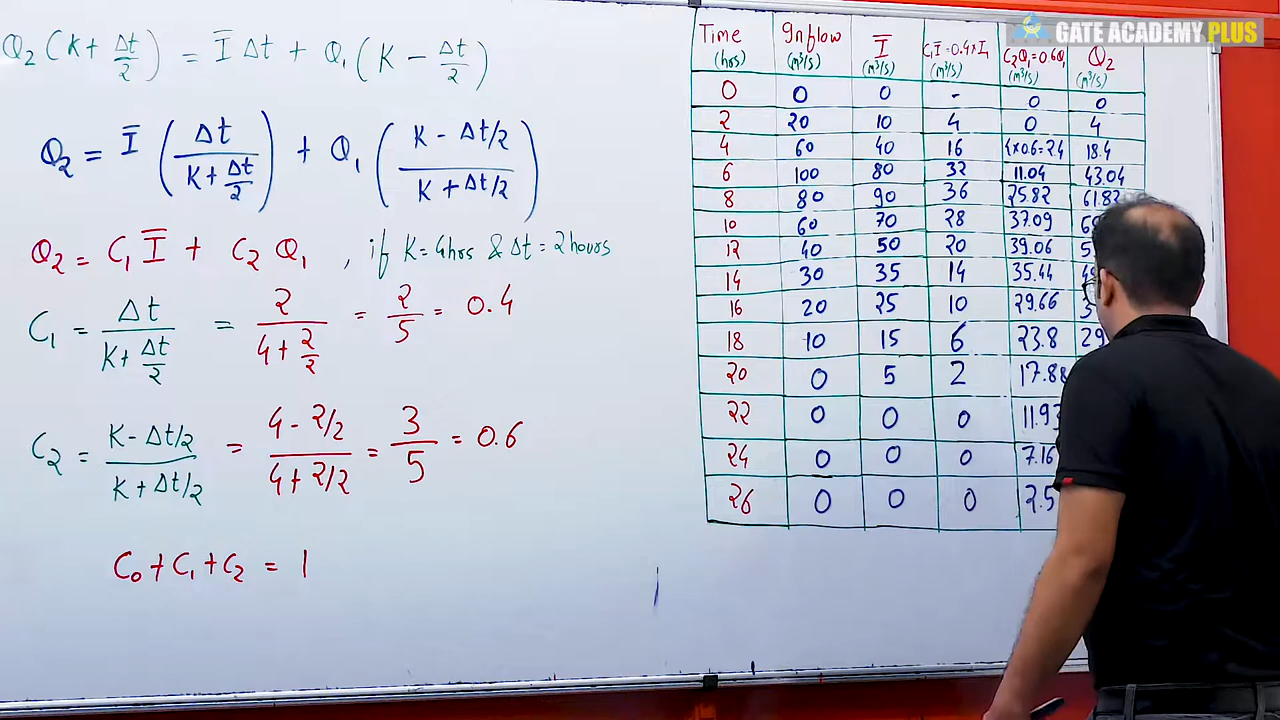 Q₂(K + Δt/2) = Ī Δt + Q₁(K − Δt/2)
Q₂ = Ī (Δt / (K + Δt/2)) + Q₁ ((K − Δt/2) / (K + Δt/2))
Q₂ = C₁ Ī + C₂ Q₁ , if K = 4hrs & Δt = 2hours
C₁ = Δt / (K + Δt/2) = 2 / (4 + 2/2) = 2/5 = 0.4
C₂ = (K − Δt/2) / (K + Δt/2) = (4 − 2/2) / (4 + 2/2) = 3/5 = 0.6
C₀ + C₁ + C₂ = 1
GATE ACADEMY PLUS
Time (hrs) Inflow (m³/s) Ī (m³/s) C₁Ī = 0.4×I₁ (m³/s) C₂Q₁ = 0.6Q₁ (m³/s) Q₂ (m³/s)
0 0 0 - 0 0
2 20 10 4 0 4
4 60 40 16 4×0.6=2.4 18.4
6 100 80 32 11.04 43.04
8 80 90 36 25.82 61.82
10 60 70 28 37.09
12 40 50 20 39.06
14 30 35 14 35.44
16 20 25 10 29.66
18 10 15 6 23.8
20 0 5 2 17.88
22 0 0 0 11.93
24 0 0 0 7.16
26 0 0 0